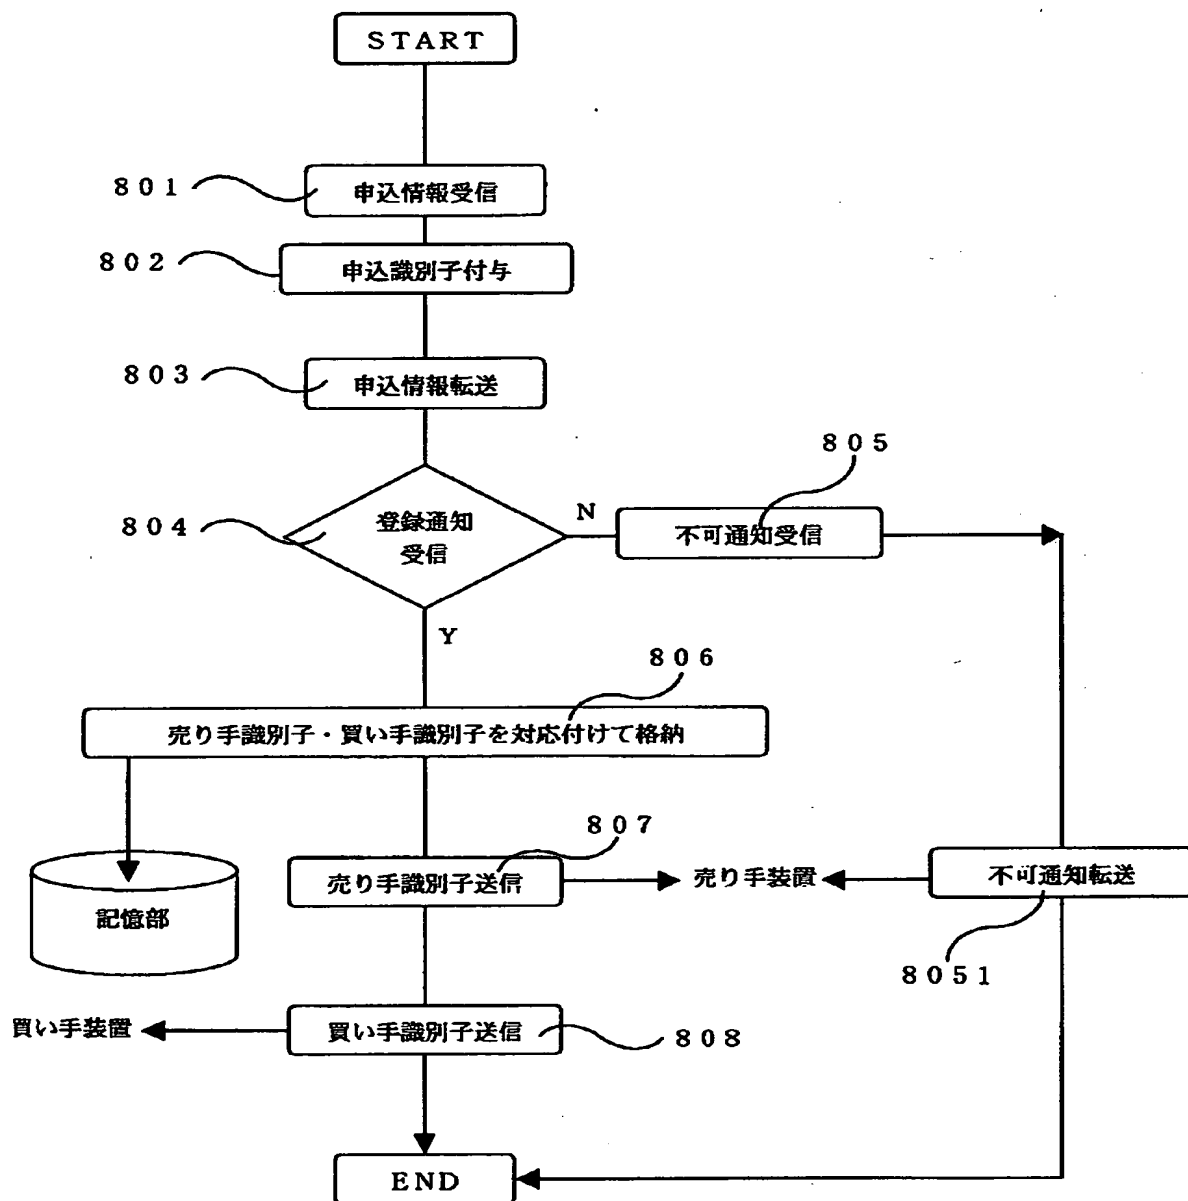 START
801
申込情報受信
802
申込識別子付与
803
申込情報転送
805
804
登録通知
受信
N
不可通知受信
Y
806
売り手識別子・買い手識別子を対応付けて格納
807
売り手識別子送信
売り手装置
不可通知転送
記憶部
8051
買い手装置
買い手識別子送信
808
END